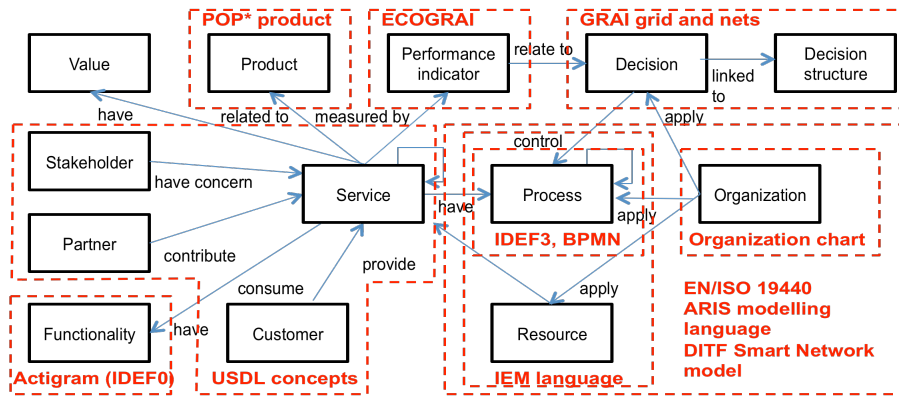 POP* product
ECOGRAI
GRAI grid and nets
Value
Product
Performance
indicator
relate to
Decision
linked
to
Decision
structure
have
related to
measured by
apply
control
Stakeholder
have concern
Service
have
Process
apply
Organization
Partner
contribute
IDEF3, BPMN
Organization chart
provide
consume
apply
Functionality
have
Customer
Resource
EN/ISO 19440
ARIS modelling
language
DITF Smart Network
model
Actigram (IDEF0)
USDL concepts
IEM language